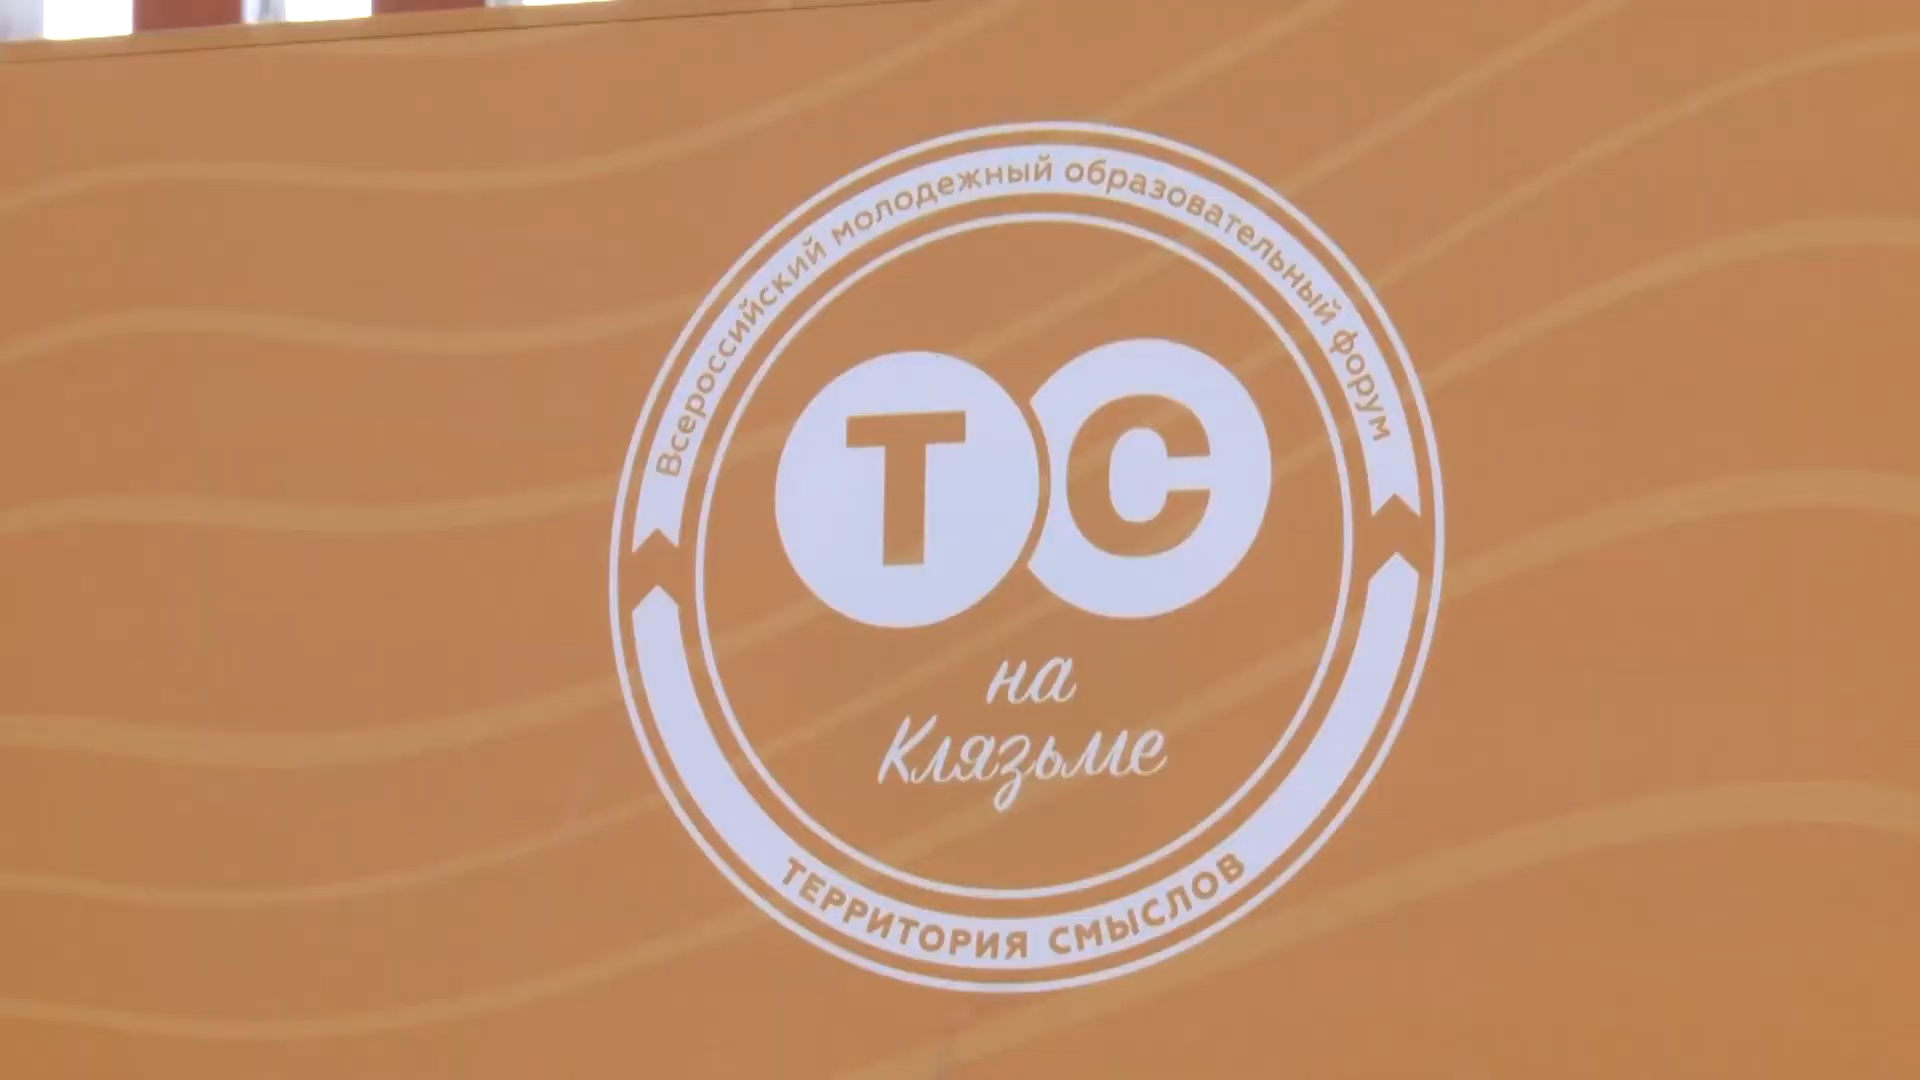 Всероссийский молодежный образовательный форум
ТС
на
Клязьме
ТЕРРИТОРИЯ СМЫСЛОВ